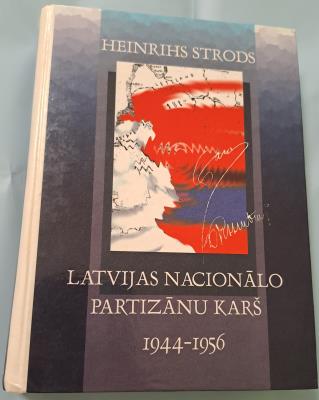 HEINRIHS STRODS
LATVIJAS NACIONĀLO
PARTIZĀNU KARŠ
1944-1956